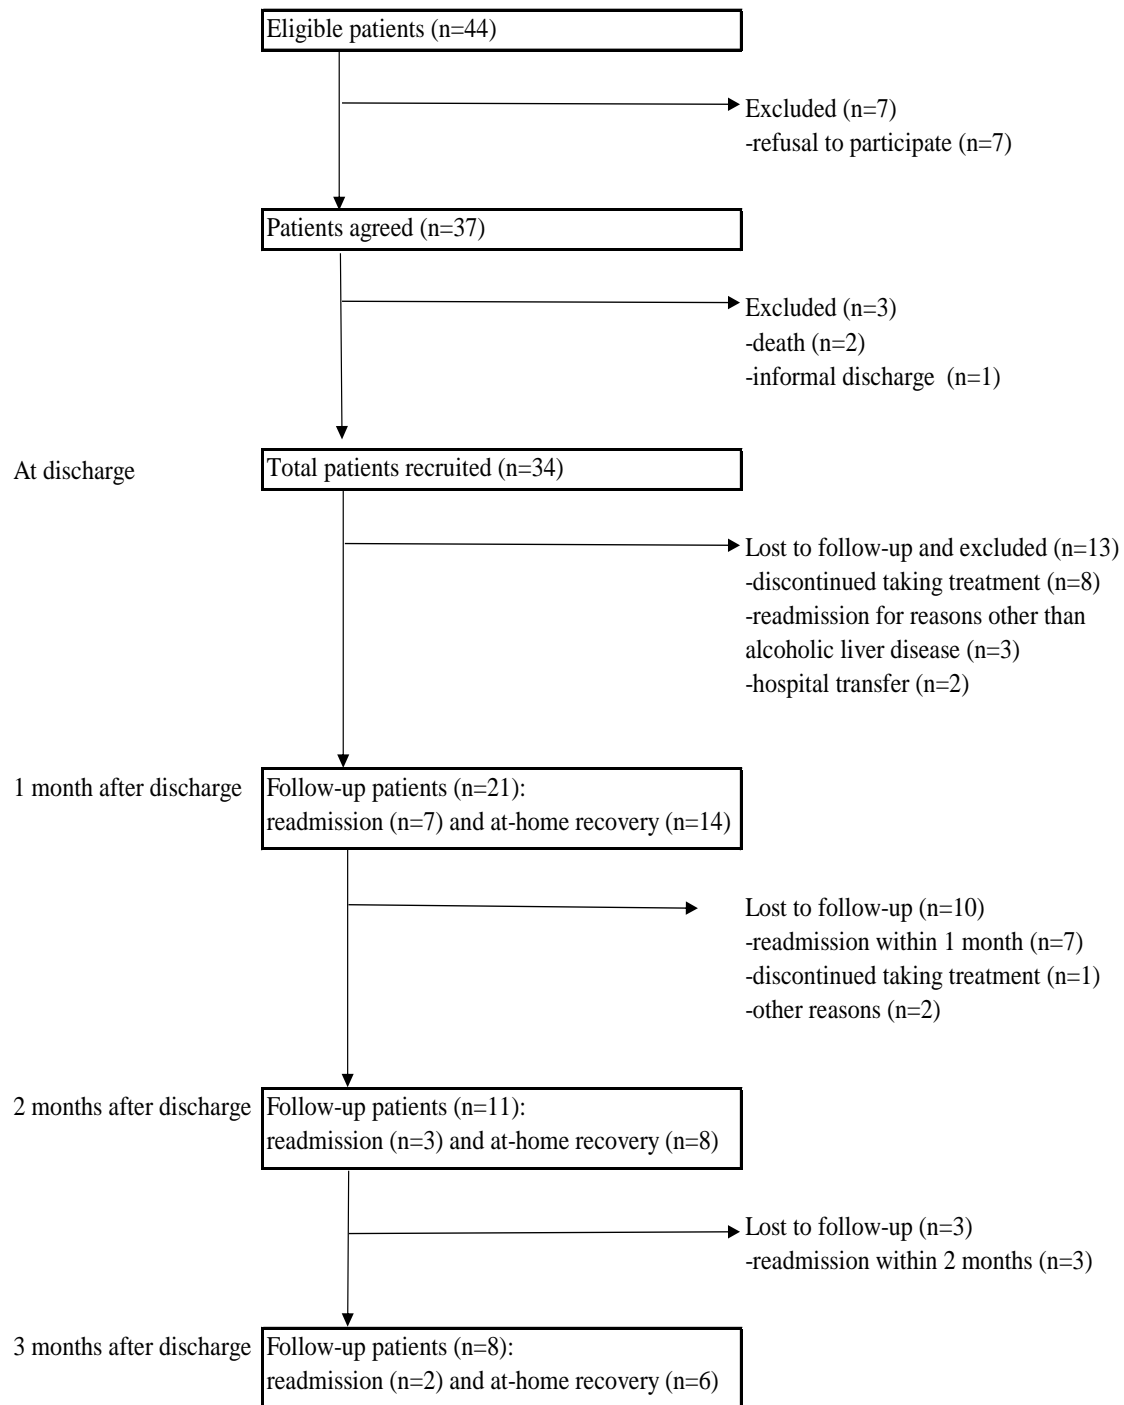 Eligible patients (n=44)
Excluded (n=7)
-refusal to participate (n=7)
Patients agreed (n=37)
Excluded (n=3)
-death (n=2)
-informal discharge  (n=1)
At discharge
Total patients recruited (n=34)
Lost to follow-up and excluded (n=13)
-discontinued taking treatment (n=8)
-readmission for reasons other than
alcoholic liver disease (n=3)
-hospital transfer (n=2)
1 month after discharge
Follow-up patients (n=21):
readmission (n=7) and at-home recovery (n=14)
Lost to follow-up (n=10)
-readmission within 1 month (n=7)
-discontinued taking treatment (n=1)
-other reasons (n=2)
2 months after discharge
Follow-up patients (n=11):
readmission (n=3) and at-home recovery (n=8)
Lost to follow-up (n=3)
-readmission within 2 months (n=3)
3 months after discharge
Follow-up patients (n=8):
readmission (n=2) and at-home recovery (n=6)